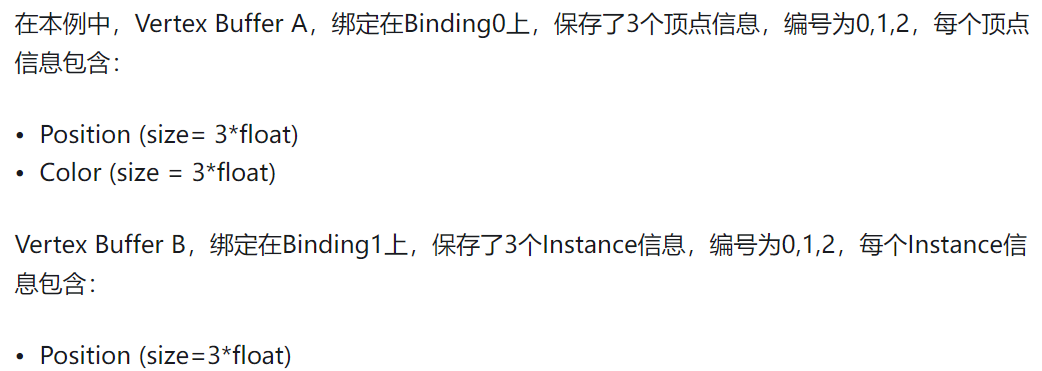 在本例中，Vertex Buffer A，绑定在Binding0上，保存了3个顶点信息，编号为0,1,2，每个顶点
信息包含：
• Position (size= 3*float)
• Color (size = 3*float)
Vertex Buffer B，绑定在Binding1上，保存了3个Instance信息，编号为0,1,2，每个Instance信
息包含：
• Position (size=3*float)